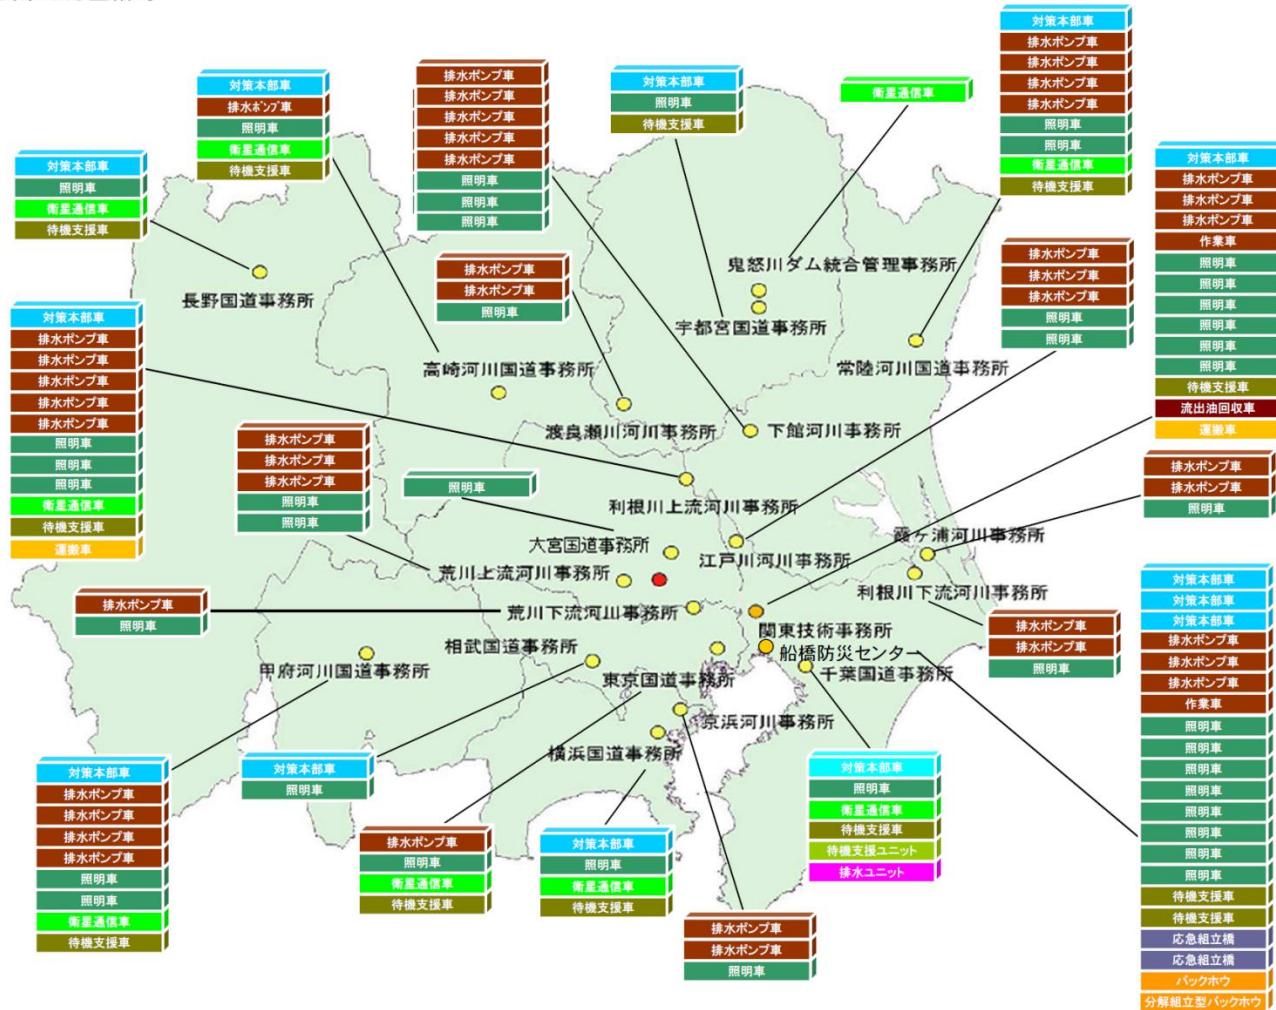 対策本部車
排水ポンプ車
照明車
衛星通信車
待機支援車
排水ポンプ車
排水ポンプ車
排水ポンプ車
排水ポンプ車
排水ポンプ車
照明車
照明車
照明車
対策本部車
照明車
待機支援車
衛星通信車
対策本部車
排水ポンプ車
排水ポンプ車
排水ポンプ車
排水ポンプ車
照明車
照明車
衛星通信車
待機支援車
対策本部車
照明車
衛星通信車
待機支援車
対策本部車
排水ポンプ車
排水ポンプ車
排水ポンプ車
作業車
照明車
照明車
照明車
照明車
照明車
照明車
待機支援車
流出油回収車
運搬車
排水ポンプ車
排水ポンプ車
照明車
排水ポンプ車
排水ポンプ車
排水ポンプ車
照明車
照明車
鬼怒川ダム統合管理事務所
長野国道事務所
宇都宮国道事務所
常陸河川国道事務所
高崎河川国道事務所
渡良瀬川河川事務所
下館河川事務所
対策本部車
排水ポンプ車
排水ポンプ車
排水ポンプ車
排水ポンプ車
排水ポンプ車
照明車
照明車
照明車
衛星通信車
待機支援車
運搬車
排水ポンプ車
排水ポンプ車
排水ポンプ車
照明車
照明車
照明車
排水ポンプ車
排水ポンプ車
照明車
利根川上流河川事務所
霞ヶ浦河川事務所
大宮国道事務所
江戸川河川事務所
荒川上流河川事務所
利根川下流河川事務所
排水ポンプ車
照明車
荒川下流河川事務所
関東技術事務所
相武国道事務所
船橋防災センター
甲府河川国道事務所
東京国道事務所
千葉国道事務所
京浜河川事務所
横浜国道事務所
排水ポンプ車
排水ポンプ車
照明車
対策本部車
対策本部車
対策本部車
排水ポンプ車
排水ポンプ車
排水ポンプ車
作業車
照明車
照明車
照明車
照明車
照明車
照明車
照明車
照明車
待機支援車
待機支援車
応急組立橋
応急組立橋
バックホウ
分解組立型バックホウ
対策本部車
排水ポンプ車
排水ポンプ車
排水ポンプ車
排水ポンプ車
照明車
照明車
衛星通信車
待機支援車
対策本部車
照明車
排水ポンプ車
照明車
衛星通信車
待機支援車
対策本部車
照明車
衛星通信車
待機支援車
対策本部車
照明車
衛星通信車
待機支援車
待機支援ユニット
排水ユニット
排水ポンプ車
排水ポンプ車
照明車